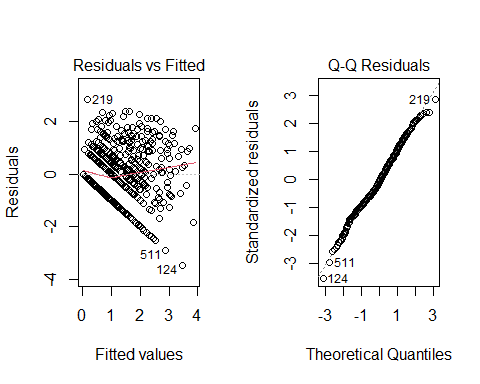 Residuals vs Fitted
Residuals
2
0
-2
-4
219
511
124
0 1 2 3 4
Fitted values
Q-Q Residuals
Standardized residuals
3
2
1
0
-1
-2
-3
219
511
124
-3 -1 1 3
Theoretical Quantiles